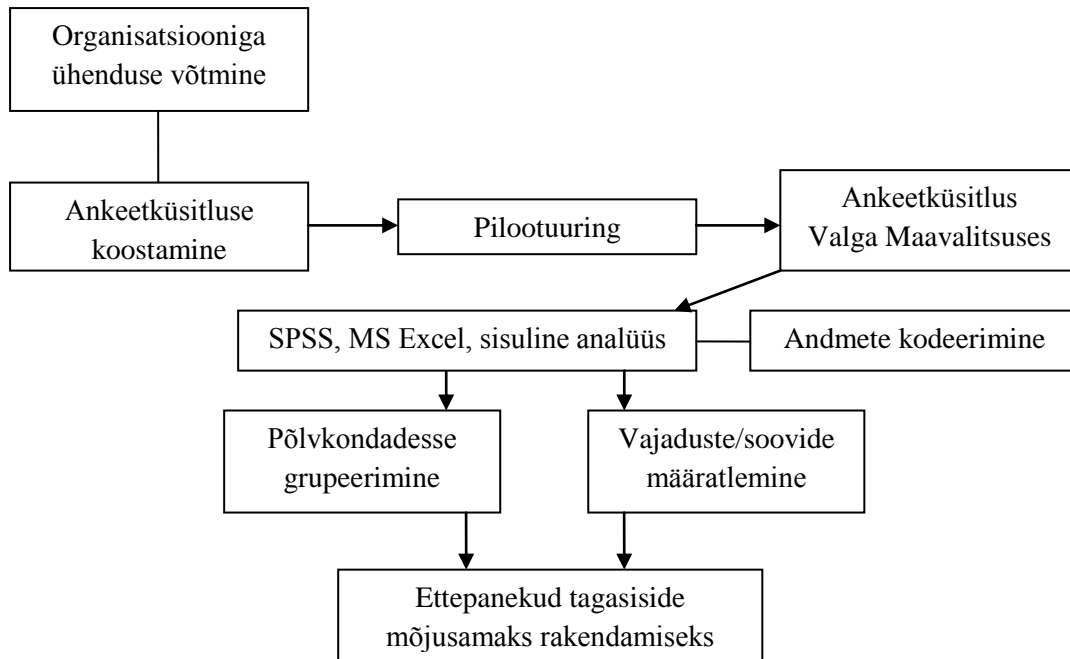 Organisatsiooniga
ühenduse võtmine
Ankeetküsitluse
koostamine
Pilootuuring
Ankeetküsitlus
Valga Maavalitsuses
SPSS, MS Excel, sisuline analüüs
Andmete kodeerimine
Põlvkondadesse
grupeerimine
Vajaduste/soovide
määratlemine
Ettepanekud tagasiside
mõjusamaks rakendamiseks